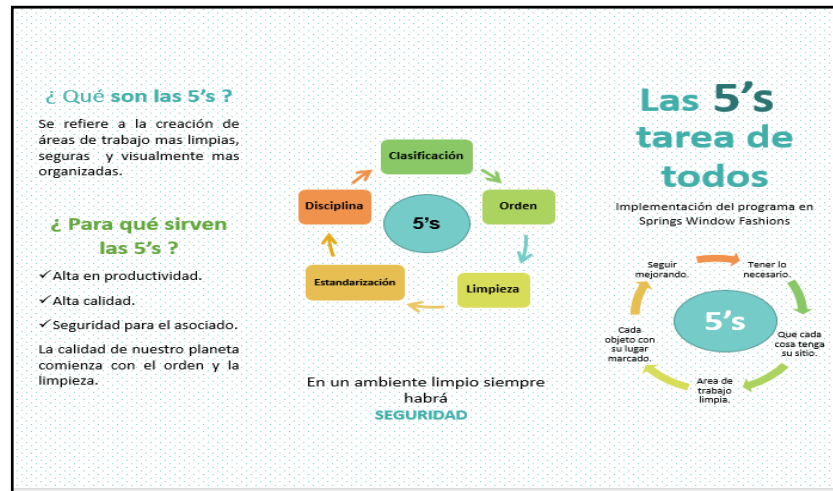 ¿ Qué son las 5's ?
Se refiere a la creación de
áreas de trabajo mas limpias,
seguras y visualmente mas
organizadas.
¿ Para qué sirven
las 5's ?
✓Alta en productividad.
✓Alta calidad.
✓Seguridad para el asociado.
La calidad de nuestro planeta
comienza con el orden y la
limpieza.
Clasificación
Disciplina
Orden
5's
Estandarización
Limpieza
En un ambiente limpio siempre
habrá
SEGURIDAD
Las 5's
tarea de
todos
Implementación del programa en
Springs Window Fashions
Seguir
mejorando.
Tener lo
necesario.
5's
Cada
objeto con
su lugar
marcado.
Que cada
cosa tenga
su sitio.
Area de
trabajo
limpia.